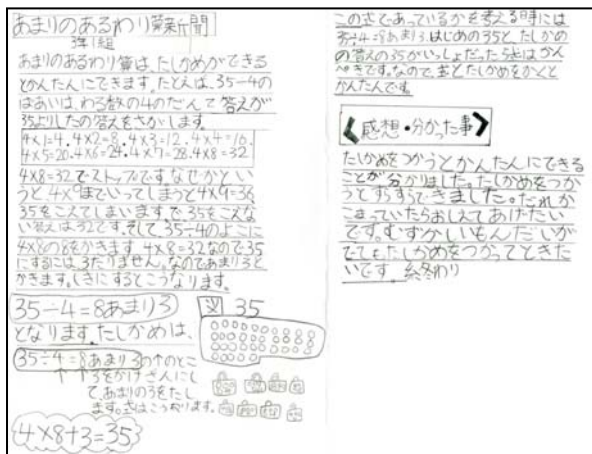 あまりのあるわり算新聞
3年1組
あまりのあるわり算は、たしかめができる
とかんたんにできます。たとえば、35÷4の
ばあいは、わる数の4のだんで答えが
35よりしたの答えをさがします。
4×1=4.4×2=8.4×3=12.4×4=16.
4×5=20.4×6=24.4×7=28.4×8=32.
4×8=32でストップです。なぜかとい
うと4×9までいってしまうと4×9=36
35をこえてしまいます。で、35をこえな
い答えは32です。そして35÷4のよこに
4×8の8をかきます。4×8=32なので35
にするには3たりません。なのであまり3と
かきます。しきにするとこうなります。
35÷4=8あまり3
となります。たしかめは、
35÷4=8あまり3の↑のとこ
↑ ↑ ろをかけざんにし
て、あまりの3をたし
ます。式はこうなります。
4×8+3=35
図 35
この式であっているかを考える時には
35÷4=8あまり3.はじめの35と、たしかめ
の答えの35がいっしょだったら式はかん
ぺきです。なので、式とたしかめをかくと
かんたんです。
感想・分かった事
たしかめをつかうとかんたんにできる
ことが分かりました。たしかめをつか
うとすらすらできました。だれか
こまっていたらおしえてあげたい
です。むずかしいもんだいが
でても、たしかめをつかってときた
いです。 終わり